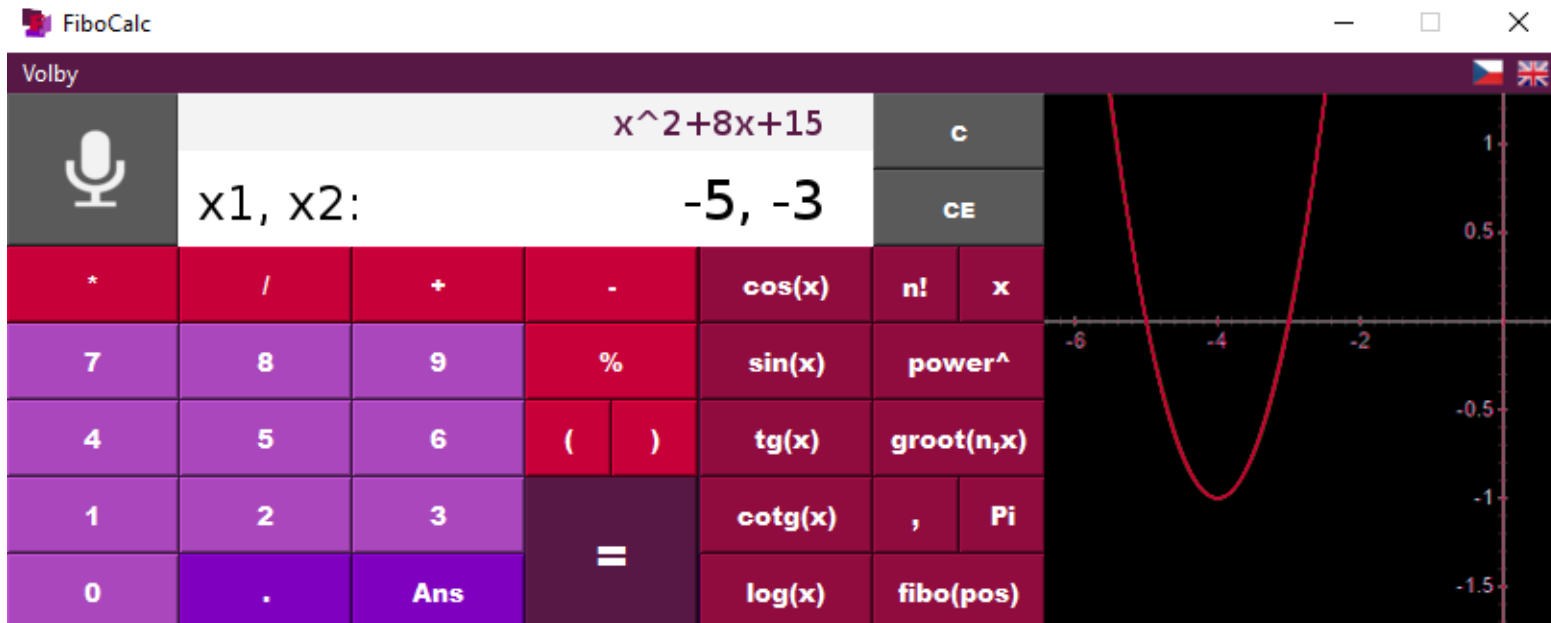 FiboCalc
Volby
x^2+8x+15
x1, x2: -5, -3
C
CE
* / + - cos(x) n! x
7 8 9 % sin(x) power^
4 5 6 ( ) tg(x) groot(n,x)
1 2 3 = cotg(x) , Pi
0 . Ans log(x) fibo(pos)
1
0.5
-6 -4 -2
-0.5
-1
-1.5